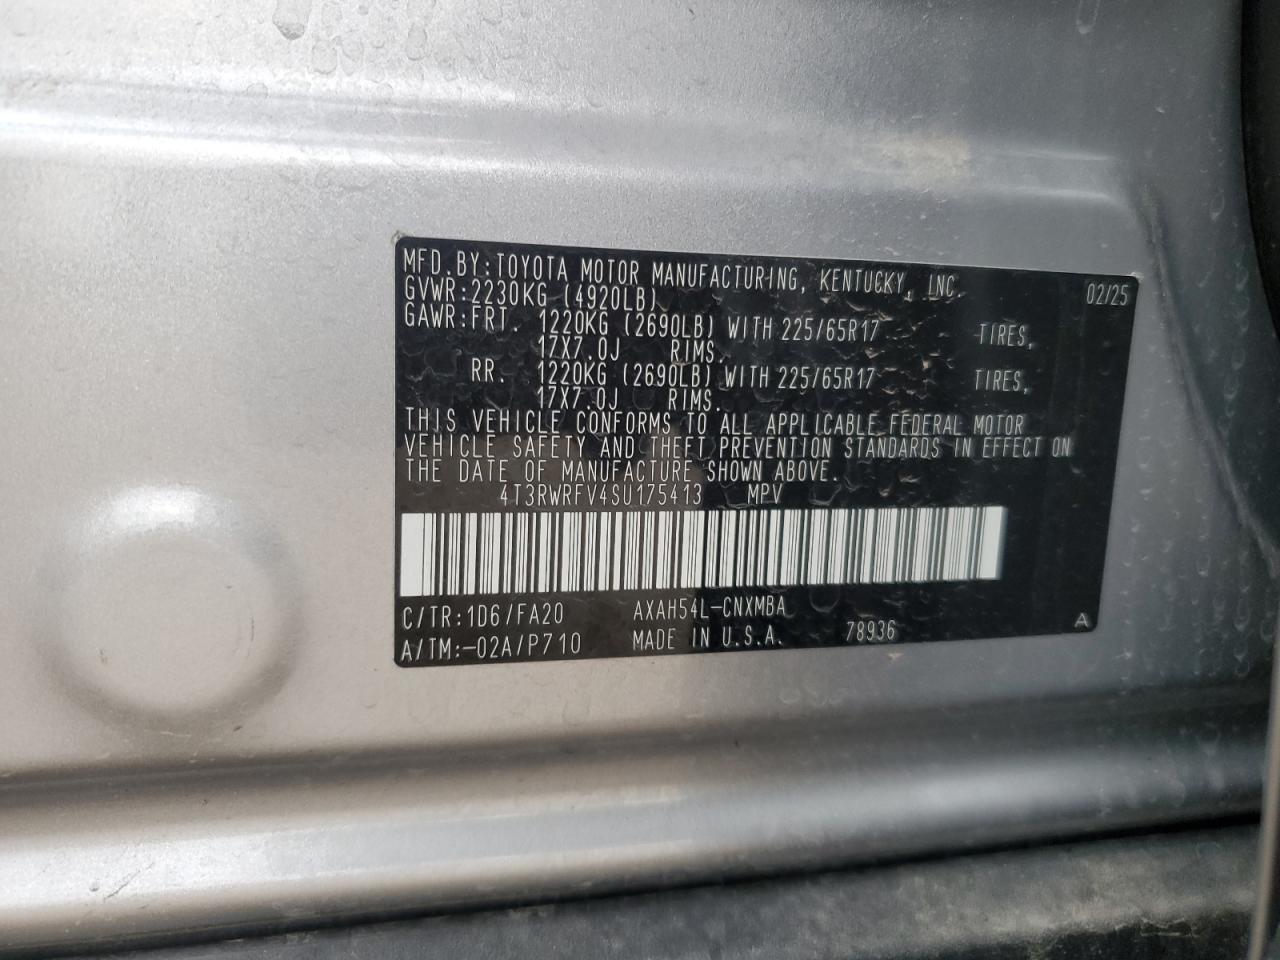 MFD.BY:TOYOTA MOTOR MANUFACTURING, KENTUCKY, INC. 02/25
GVWR:2230KG (4920LB)
GAWR:FRT. 1220KG (2690LB) WITH 225/65R17 TIRES,
17X7.0J RIMS.
RR. 1220KG (2690LB) WITH 225/65R17 TIRES,
17X7.0J RIMS.
THIS VEHICLE CONFORMS TO ALL APPLICABLE FEDERAL MOTOR
VEHICLE SAFETY AND THEFT PREVENTION STANDARDS IN EFFECT ON
THE DATE OF MANUFACTURE SHOWN ABOVE.
4T3RWRFV4SU175413 MPV
C/TR:1D6/FA20 AXAH54L-CNXMBA
A/TM:-02A/P710 MADE IN U.S.A. 78936 A